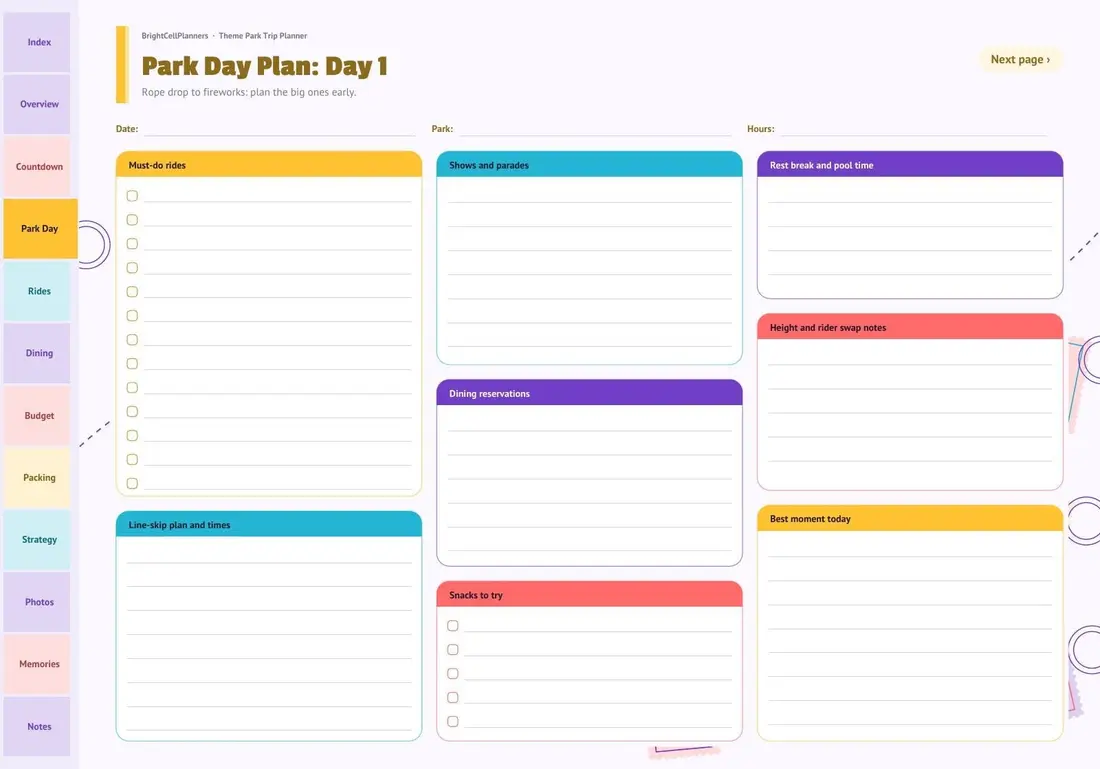 Index
Overview
Countdown
Park Day
Rides
Dining
Budget
Packing
Strategy
Photos
Memories
Notes
BrightCellPlanners · Theme Park Trip Planner
Park Day Plan: Day 1
Rope drop to fireworks: plan the big ones early.
Next page ›
Date:
Park:
Hours:
Must-do rides
Line-skip plan and times
Shows and parades
Dining reservations
Snacks to try
Rest break and pool time
Height and rider swap notes
Best moment today